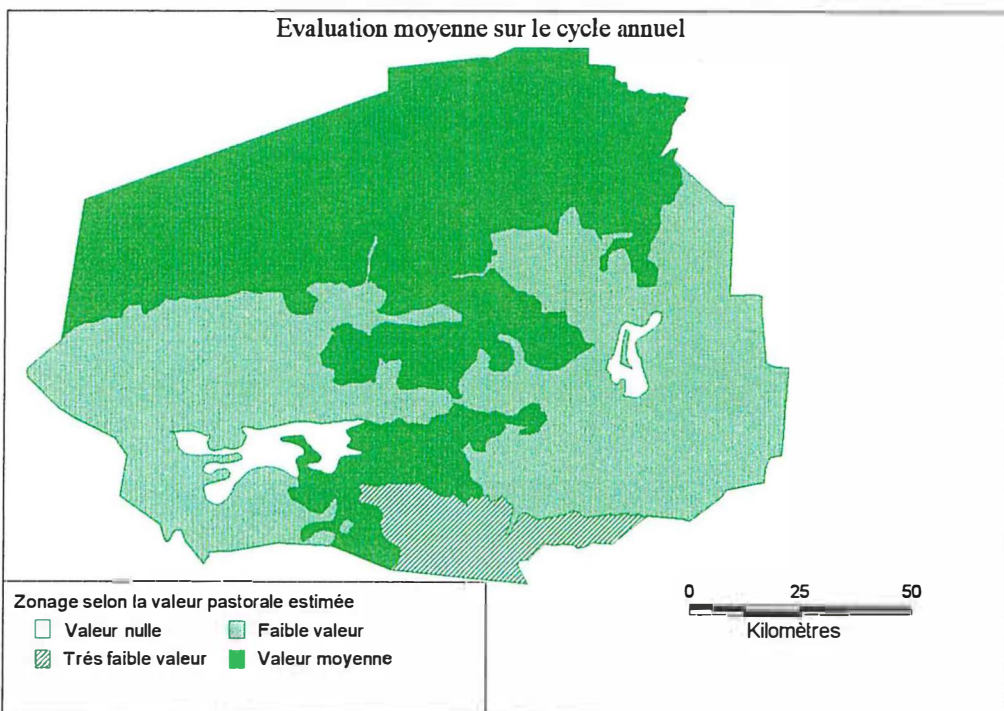 Evaluation moyenne sur le cycle annuel
Zonage selon la valeur pastorale estimée
Valeur nulle
Faible valeur
Trés faible valeur
Valeur moyenne
0 25 50
Kilomètres